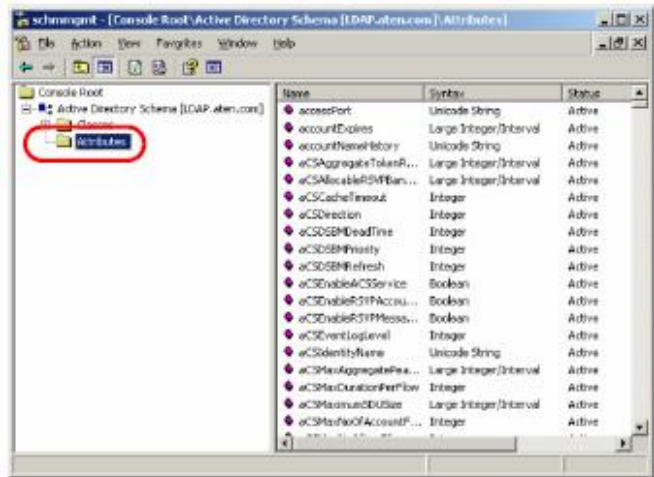 schmmgmt - [Console Root\Active Directory Schema [LDAP.aten.com]\Attributes]
File Action View Favorites Window Help
Console Root
Active Directory Schema [LDAP.aten.com]
Classes
Attributes
Name Syntax Status
accessPort Unicode String Active
accountExpires Large Integer/Interval Active
accountNameHistory Unicode String Active
aCSAggregateTokenR... Large Integer/Interval Active
aCSAllocableRSVPBan... Large Integer/Interval Active
aCSCacheTimeout Integer Active
aCSDirection Integer Active
aCSDSBMDeadTime Integer Active
aCSDSBMPriority Integer Active
aCSDSBMRefresh Integer Active
aCSEnableACSService Boolean Active
aCSEnableRSVPAccou... Boolean Active
aCSEnableRSVPMessa... Boolean Active
aCSEventLogLevel Integer Active
aCSIdentityName Unicode String Active
aCSMaxAggregatePea... Large Integer/Interval Active
aCSMaxDurationPerFlow Integer Active
aCSMaximumSDUSize Large Integer/Interval Active
aCSMaxNoOfAccountF... Integer Active